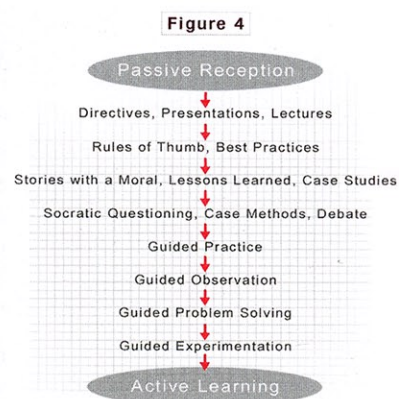 Figure 4
Passive Reception
Directives, Presentations, Lectures
Rules of Thumb, Best Practices
Stories with a Moral, Lessons Learned, Case Studies
Socratic Questioning, Case Methods, Debate
Guided Practice
Guided Observation
Guided Problem Solving
Guided Experimentation
Active Learning